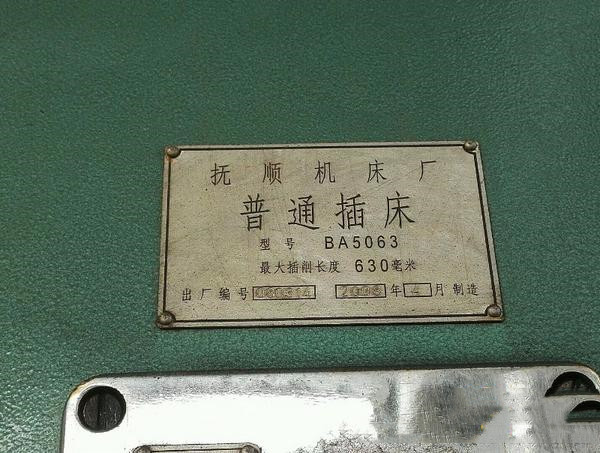 抚顺机床厂
普通插床
型号 BA5063
最大插削长度 630毫米
出厂编号 年 4 月制造